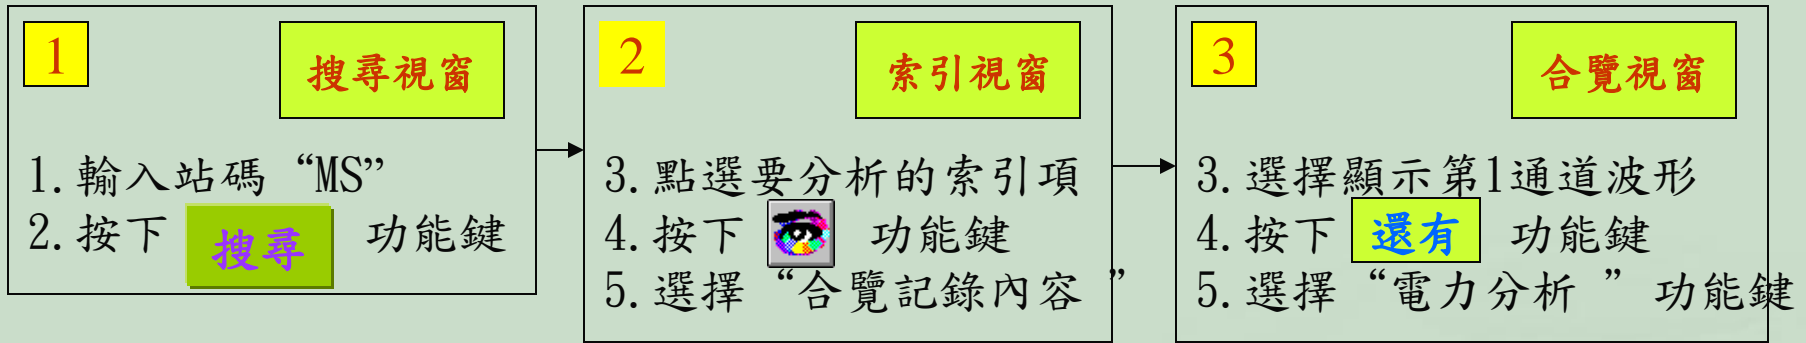 1
搜尋視窗
1.輸入站碼 “MS”
2.按下 搜尋 功能鍵
2
索引視窗
3.點選要分析的索引項
4.按下 功能鍵
5.選擇 “合覽記錄內容 ”
3
合覽視窗
3.選擇顯示第1通道波形
4.按下 還有 功能鍵
5.選擇 “電力分析 ” 功能鍵